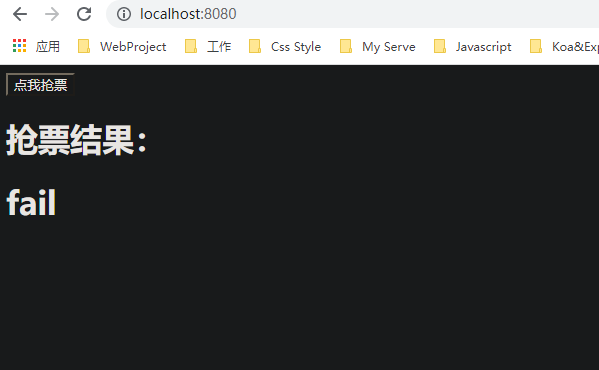 localhost:8080
应用 WebProject 工作 Css Style My Serve Javascript Koa&Exp
点我抢票
抢票结果：
fail